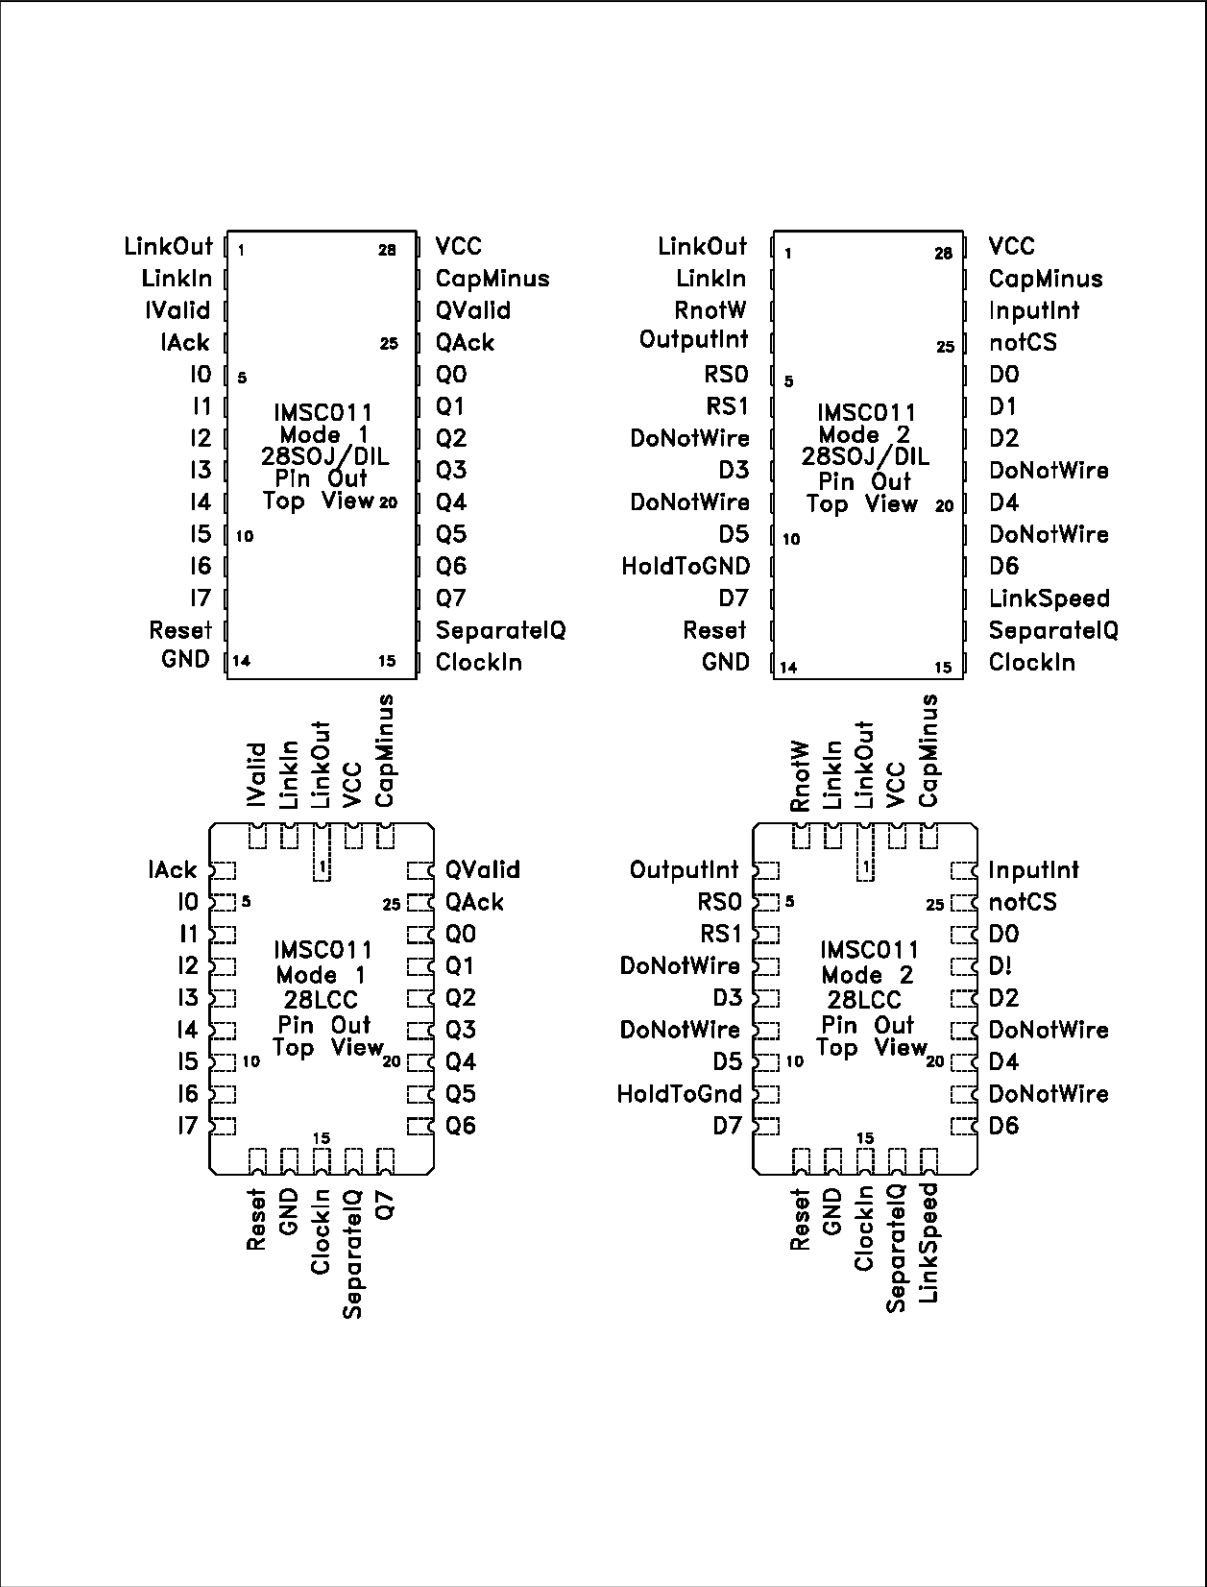 LinkOut 1 28 VCC
LinkIn CapMinus
IValid QValid
IAck 25 QAck
I0 5 Q0
I1 Q1
I2 Q2
I3 Q3
I4 20 Q4
I5 10 Q5
I6 Q6
I7 Q7
Reset SeparateIQ
GND 14 15 ClockIn
IMSC011
Mode 1
28SOJ/DIL
Pin Out
Top View
LinkOut 1 28 VCC
LinkIn CapMinus
RnotW InputInt
OutputInt 25 notCS
RS0 5 D0
RS1 D1
DoNotWire D2
D3 DoNotWire
DoNotWire 20 D4
D5 10 DoNotWire
HoldToGND D6
D7 LinkSpeed
Reset SeparateIQ
GND 14 15 ClockIn
IMSC011
Mode 2
28SOJ/DIL
Pin Out
Top View
IValid
LinkIn
LinkOut
VCC
CapMinus
1
IAck QValid
I0 5 25 QAck
I1 Q0
I2 Q1
I3 Q2
I4 Q3
I5 10 20 Q4
I6 Q5
I7 Q6
IMSC011
Mode 1
28LCC
Pin Out
Top View
15
Reset
GND
ClockIn
SeparateIQ
Q7
RnotW
LinkIn
LinkOut
VCC
CapMinus
1
OutputInt InputInt
RS0 5 25 notCS
RS1 D0
DoNotWire D!
D3 D2
DoNotWire DoNotWire
D5 10 20 D4
HoldToGnd DoNotWire
D7 D6
IMSC011
Mode 2
28LCC
Pin Out
Top View
15
Reset
GND
ClockIn
SeparateIQ
LinkSpeed